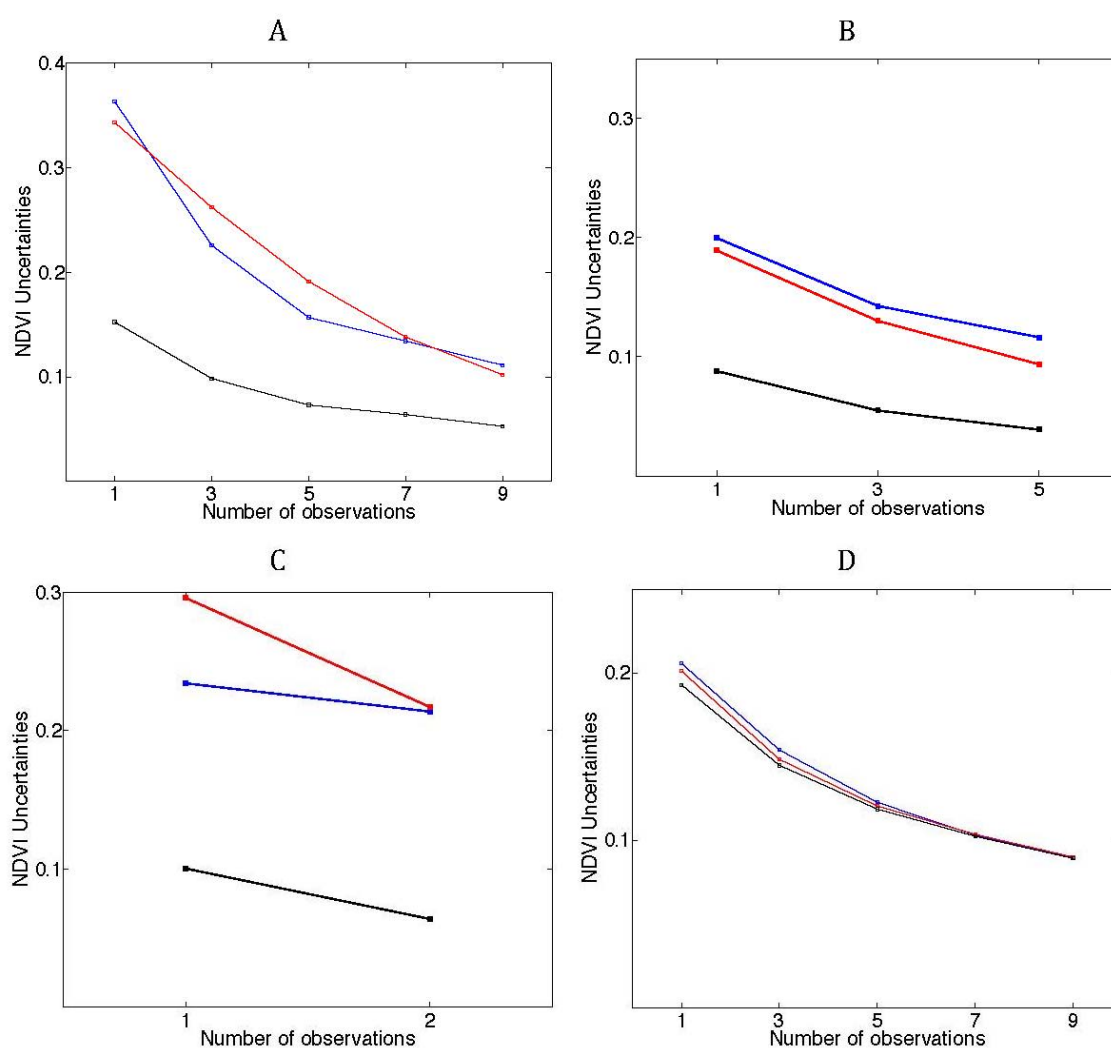 A
0.4
0.3
0.2
0.1
NDVI Uncertainties
1 3 5 7 9
Number of observations
B
0.3
0.2
0.1
NDVI Uncertainties
1 3 5
Number of observations
C
0.3
0.2
0.1
NDVI Uncertainties
1 2
Number of observations
D
0.2
0.1
NDVI Uncertainties
1 3 5 7 9
Number of observations